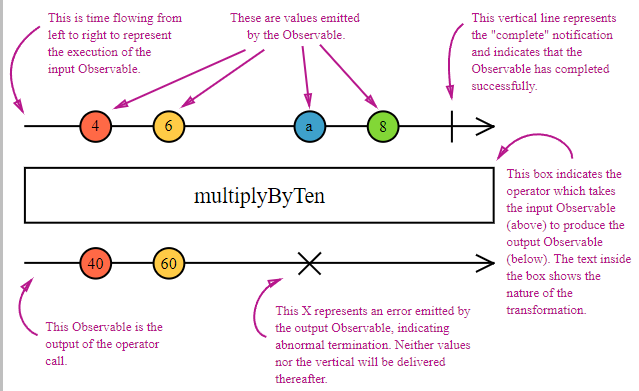 This is time flowing from
left to right to represent
the execution of the
input Observable.
These are values emitted
by the Observable.
This vertical line represents
the "complete" notification
and indicates that the
Observable has completed
successfully.
4
6
a
8
multiplyByTen
This box indicates the
operator which takes
the input Observable
(above) to produce the
output Observable
(below). The text inside
the box shows the
nature of the
transformation.
40
60
This Observable is the
output of the operator
call.
This X represents an error emitted by
the output Observable, indicating
abnormal termination. Neither values
nor the vertical will be delivered
thereafter.